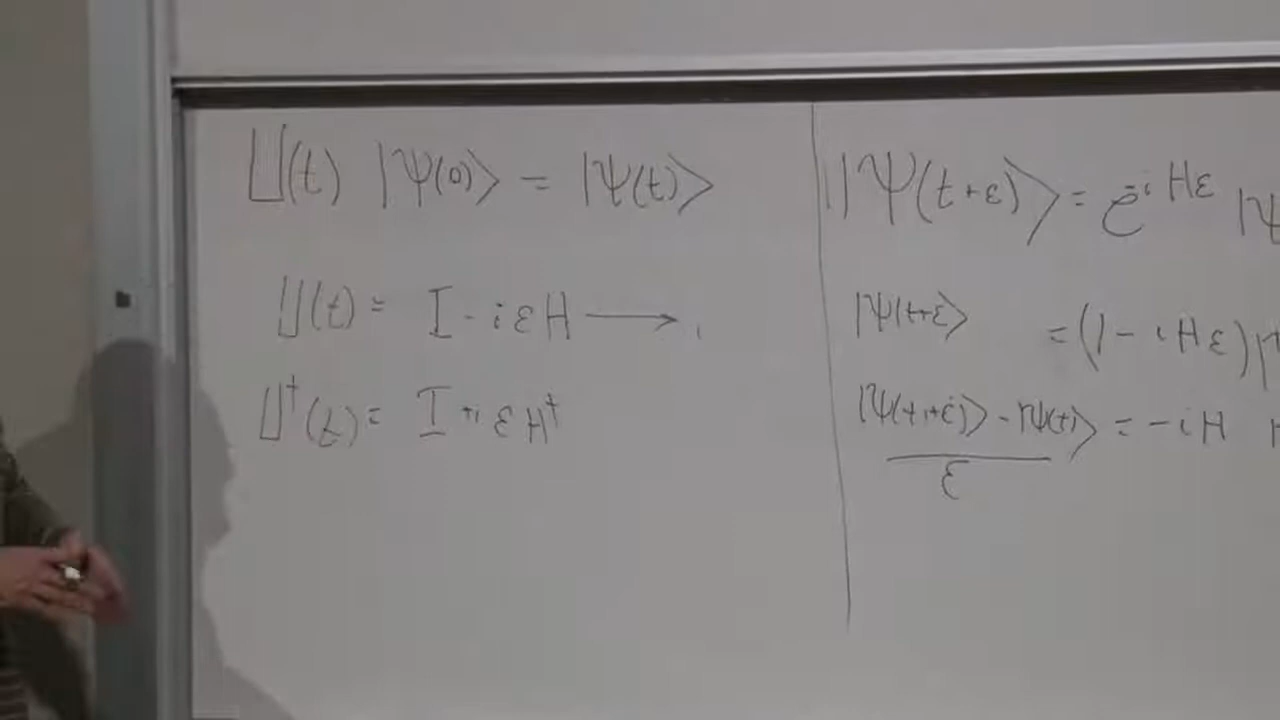 U(t) |Ψ(0)⟩ = |Ψ(t)⟩
U(t) = I - iεH ⟶
U†(t) = I + iεH†
|Ψ(t+ε)⟩ = e^{-iHε} |Ψ
|Ψ(t+ε)⟩ = (1 - iHε)|
|Ψ(t+ε)⟩ - |Ψ(t)⟩ = -iH
ε